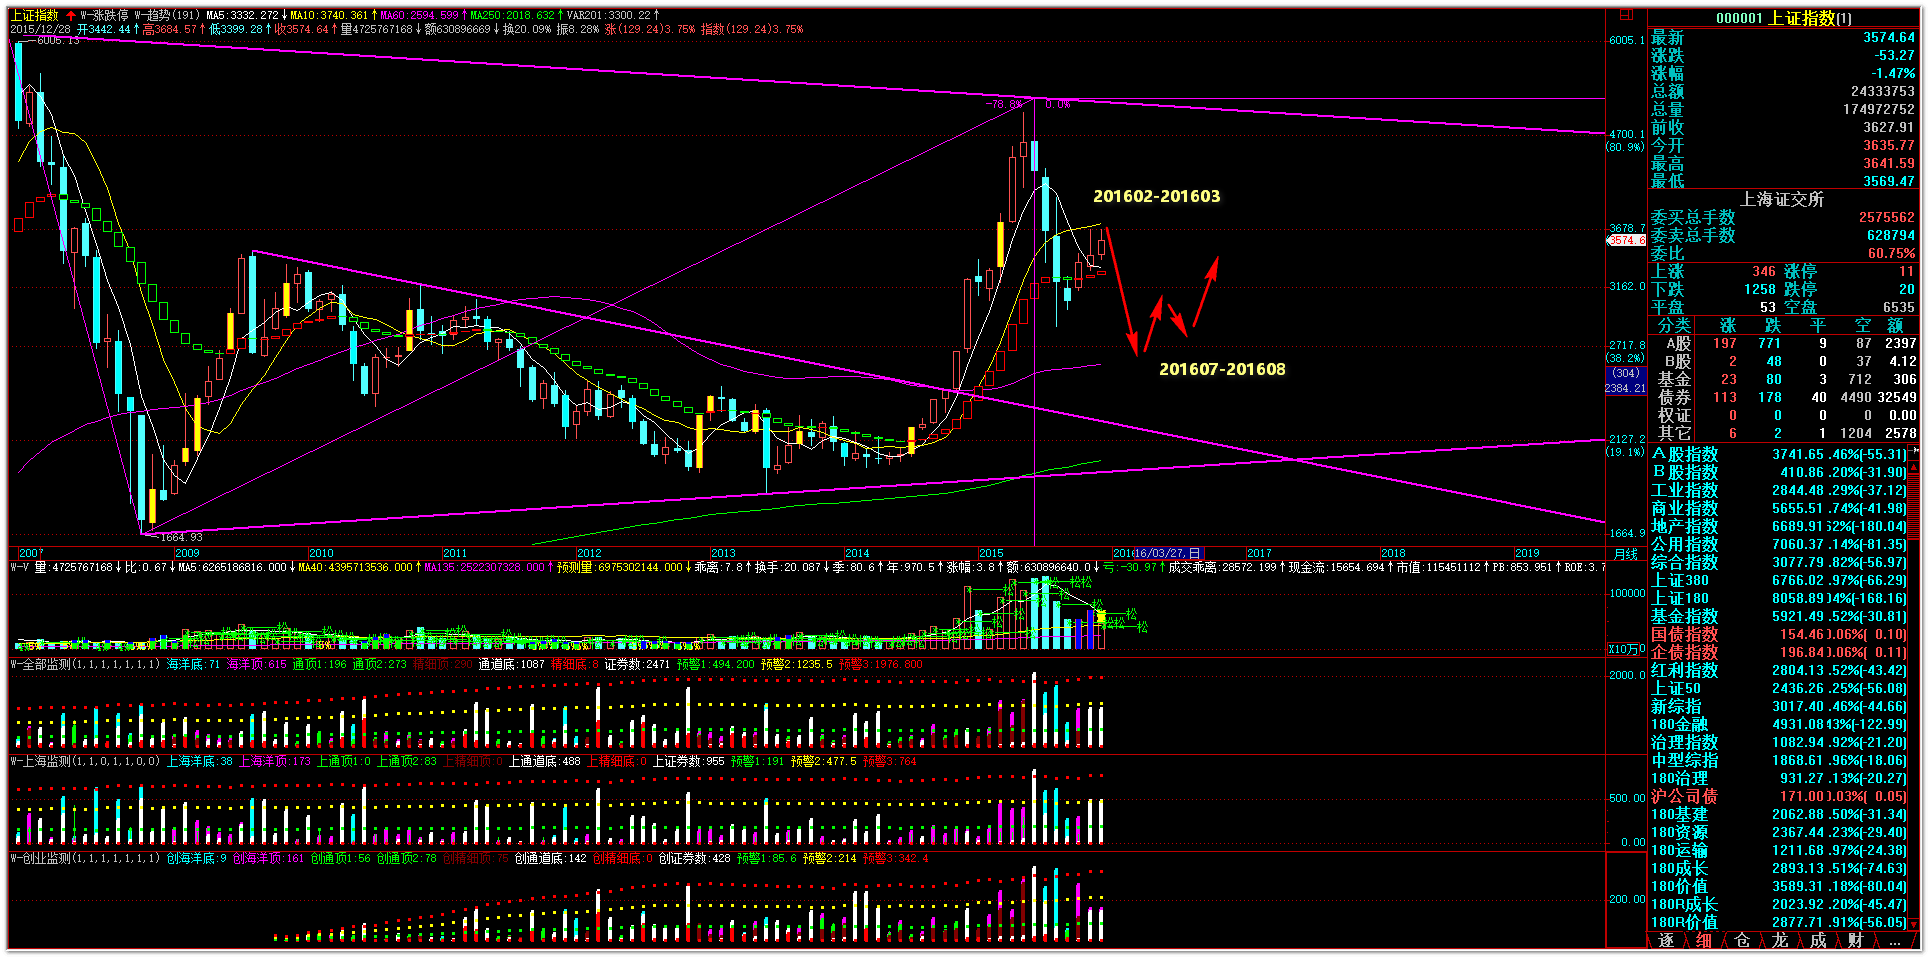 上证指数 ↑ W-涨跌停 W-趋势(191) MA5:3332.272↓ MA10:3740.361↑ MA60:2594.599↑ MA250:2018.632↑ VAR201:3300.22↑
2015/12/28 开3442.44↑ 高3684.57↑ 低3399.28↑ 收3574.64↑ 量4725767168↓ 额630896669↓ 换20.09% 振8.28% 涨(129.24)3.75% 指数(129.24)3.75%
6005.13
-78.8% 0.0%
201602-201603
201607-201608
1664.93
日
6005.1
4700.1
(80.9%)
3678.7
3574.6
3162.0
2717.8
(38.2%)
(304)
2384.21
2127.2
(19.1%)
1664.9
2007 2009 2010 2011 2012 2013 2014 2015 2016 16/03/27,日 2017 2018 2019 月线
W-V 量:4725767168↓ 比:0.67↓ MA5:6265186816.000↓ MA40:4395713536.000↑ MA135:2522307328.000↑ 预测量:6975302144.000↓ 乖离:7.8↑ 换手:20.087↓ 季:80.6↑ 年:970.5↑ 涨幅:3.8↑ 额:630896640.0↓ 亏:-30.97↑ 成交乖离:28572.199↑ 现金流:15654.694↑ 市值:115451112↑ PB:853.951↑ ROE:3.7
100000
X10万0
W-全部监测(1,1,1,1,1,1,1) 海洋底:71 海洋顶:615 通顶1:196 通顶2:273 精细顶:290 通道底:1087 精细底:8 证券数:2471 预警1:494.200 预警2:1235.5 预警3:1976.800
2000.0
W-上海监测(1,1,0,1,1,0,0) 上海洋底:38 上海洋顶:173 上通顶1:0 上通顶2:83 上精细顶:0 上通道底:488 上精细底:0 上证券数:955 预警1:191 预警2:477.5 预警3:764
500.00
0.00
W-创业监测(1,1,1,1,1,1,1) 创海洋底:9 创海洋顶:161 创通顶1:56 创通顶2:78 创精细顶:75 创通道底:142 创精细底:0 创证券数:428 预警1:85.6 预警2:214 预警3:342.4
200.00
000001 上证指数(1)
最新 3574.64
涨跌 -53.27
涨幅 -1.47%
总额 24333753
总量 174972752
前收 3627.91
今开 3635.77
最高 3641.59
最低 3569.47
上海证交所
委买总手数 2575562
委卖总手数 628794
委比 60.75%
上涨 346 涨停 11
下跌 1258 跌停 20
平盘 53 空盘 6535
分类 涨 跌 平 空 额
A股 197 771 9 87 2397
B股 2 48 0 37 4.12
基金 23 80 3 712 306
债券 113 178 40 4490 32549
权证 0 0 0 0 0.00
其它 6 2 1 1204 2578
A股指数 3741.65 .46%(-55.31)
B股指数 410.86 .20%(-31.90)
工业指数 2844.48 .29%(-37.12)
商业指数 5655.51 .74%(-41.98)
地产指数 6689.91 52%(-180.04)
公用指数 7060.37 .14%(-81.35)
综合指数 3077.79 .82%(-56.97)
上证380 6766.02 .97%(-66.29)
上证180 8058.89 04%(-168.16)
基金指数 5921.49 .52%(-30.81)
国债指数 154.46 0.06%( 0.10)
企债指数 196.84 0.06%( 0.11)
红利指数 2804.13 .52%(-43.42)
上证50 2436.26 .25%(-56.08)
新综指 3017.40 .46%(-44.66)
180金融 4931.08 43%(-122.99)
治理指数 1082.94 .92%(-21.20)
中型综指 1868.61 .96%(-18.06)
180治理 931.27 .13%(-20.27)
沪公司债 171.00 0.03%( 0.05)
180基建 2062.88 .50%(-31.34)
180资源 2367.44 .23%(-29.40)
180运输 1211.68 .97%(-24.38)
180成长 2893.13 .51%(-74.63)
180价值 3589.31 .18%(-80.04)
180R成长 2023.92 .20%(-45.47)
180R价值 2877.71 .91%(-56.05)
逐 细 仓 龙 成 财 ...